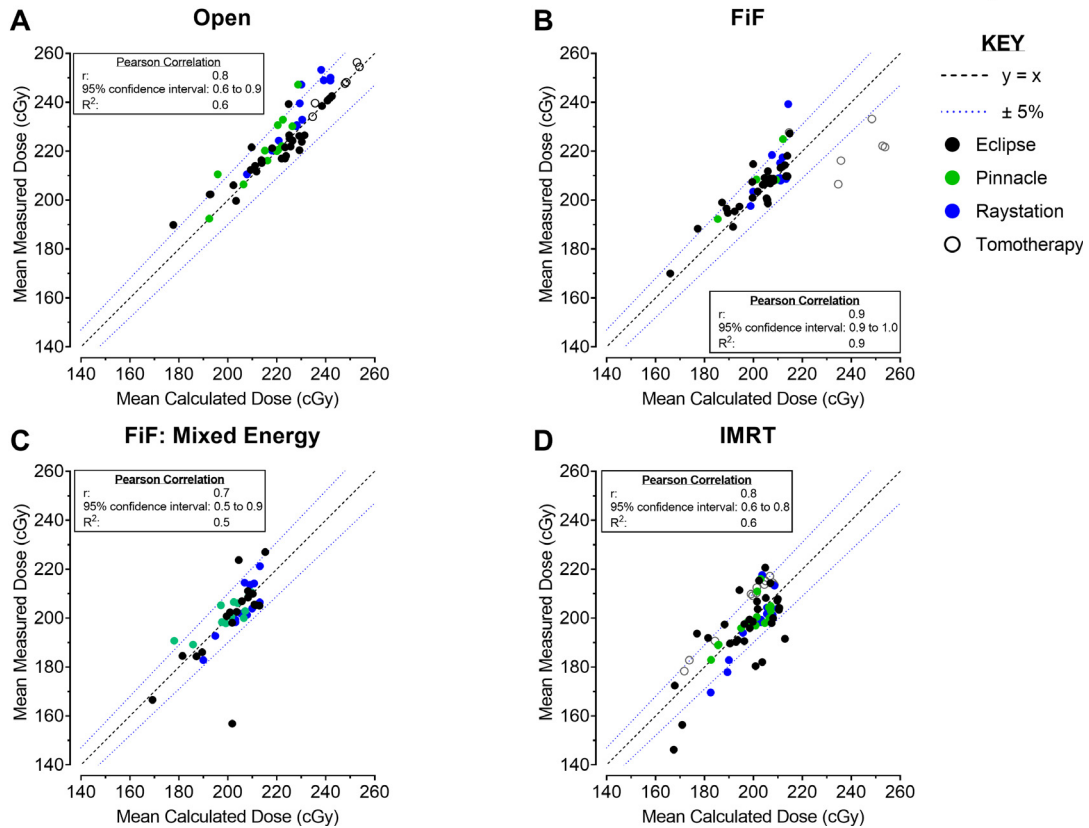 A
Open
Pearson Correlation
r: 0.8
95% confidence interval: 0.6 to 0.9
R²: 0.6
Mean Measured Dose (cGy)
260
240
220
200
180
160
140
140 160 180 200 220 240 260
Mean Calculated Dose (cGy)
B
FiF
Mean Measured Dose (cGy)
260
240
220
200
180
160
140
Pearson Correlation
r: 0.9
95% confidence interval: 0.9 to 1.0
R²: 0.9
140 160 180 200 220 240 260
Mean Calculated Dose (cGy)
KEY
y = x
± 5%
Eclipse
Pinnacle
Raystation
Tomotherapy
C
FiF: Mixed Energy
Pearson Correlation
r: 0.7
95% confidence interval: 0.5 to 0.9
R²: 0.5
Mean Measured Dose (cGy)
260
240
220
200
180
160
140
140 160 180 200 220 240 260
Mean Calculated Dose (cGy)
D
IMRT
Pearson Correlation
r: 0.8
95% confidence interval: 0.6 to 0.8
R²: 0.6
Mean Measured Dose (cGy)
260
240
220
200
180
160
140
140 160 180 200 220 240 260
Mean Calculated Dose (cGy)